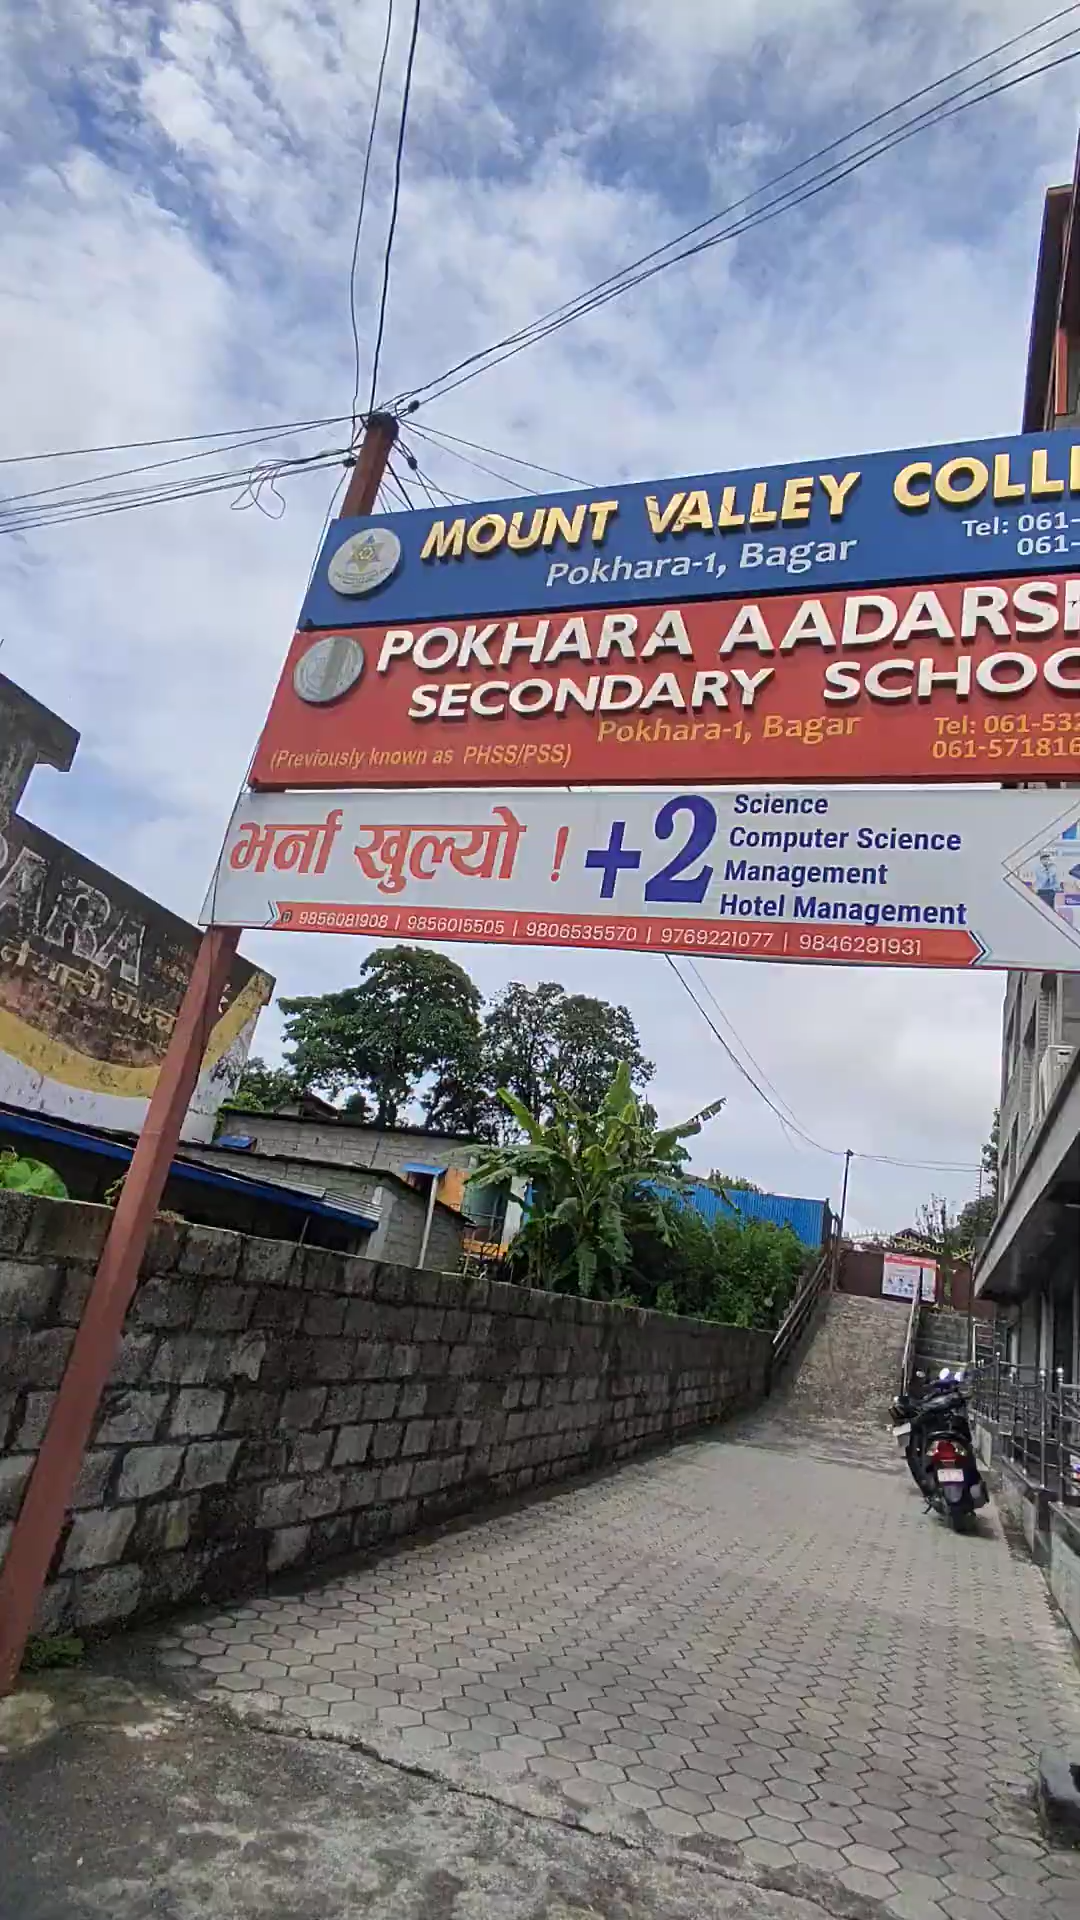 MOUNT VALLEY COLL
Pokhara-1, Bagar
Tel: 061-
061-
POKHARA AADARS
SECONDARY SCHOO
Pokhara-1, Bagar
(Previously known as PHSS/PSS)
Tel: 061-532
061-571816
भर्ना खुल्यो ! +2
Science
Computer Science
Management
Hotel Management
9856081908 | 9856015505 | 9806535570 | 9769221077 | 9846281931
ARA